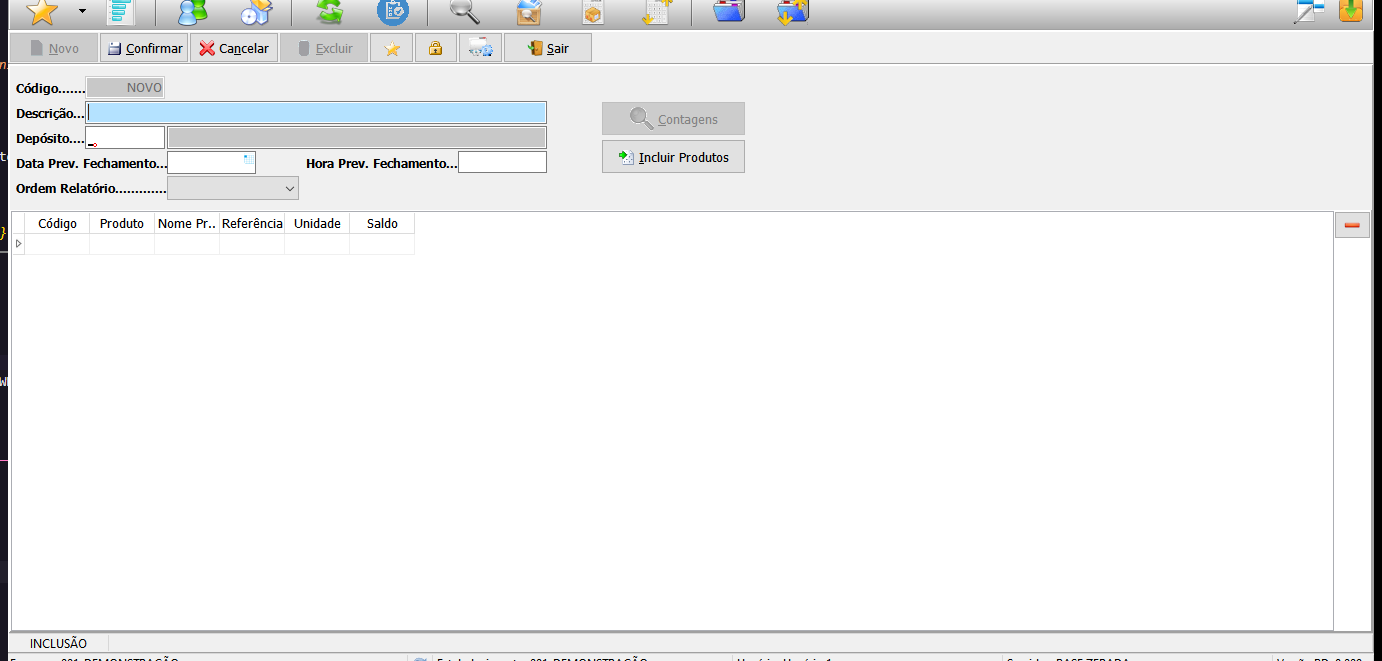 Novo Confirmar Cancelar Excluir Sair
Código....... NOVO
Descrição...
Depósito....
Contagens
Data Prev. Fechamento... Hora Prev. Fechamento...
Incluir Produtos
Ordem Relatório.............
Código Produto Nome Pr.. Referência Unidade Saldo
INCLUSÃO